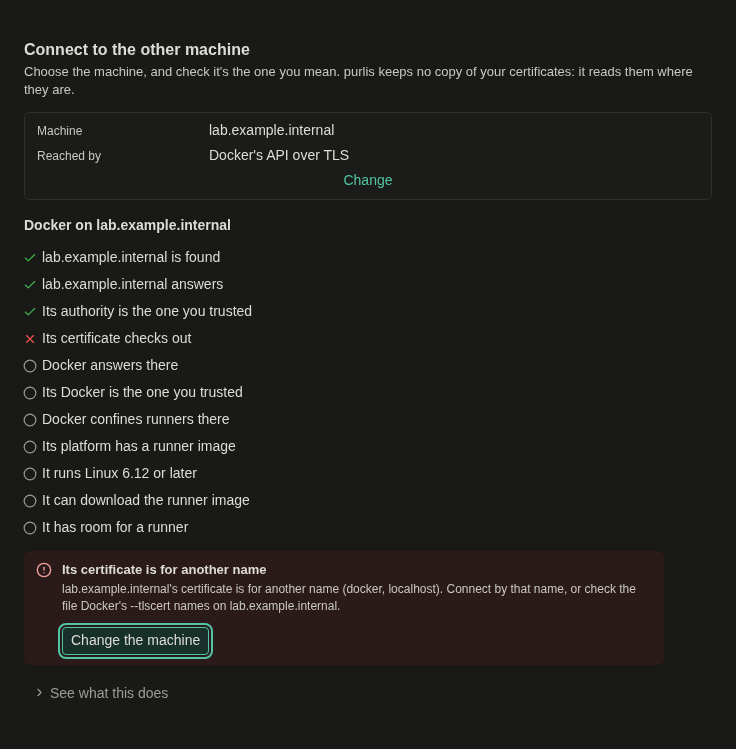 Connect to the other machine
Choose the machine, and check it's the one you mean. purlis keeps no copy of your certificates: it reads them where
they are.
Machine lab.example.internal
Reached by Docker's API over TLS
Change
Docker on lab.example.internal
lab.example.internal is found
lab.example.internal answers
Its authority is the one you trusted
Its certificate checks out
Docker answers there
Its Docker is the one you trusted
Docker confines runners there
Its platform has a runner image
It runs Linux 6.12 or later
It can download the runner image
It has room for a runner
Its certificate is for another name
lab.example.internal's certificate is for another name (docker, localhost). Connect by that name, or check the
file Docker's --tlscert names on lab.example.internal.
Change the machine
See what this does